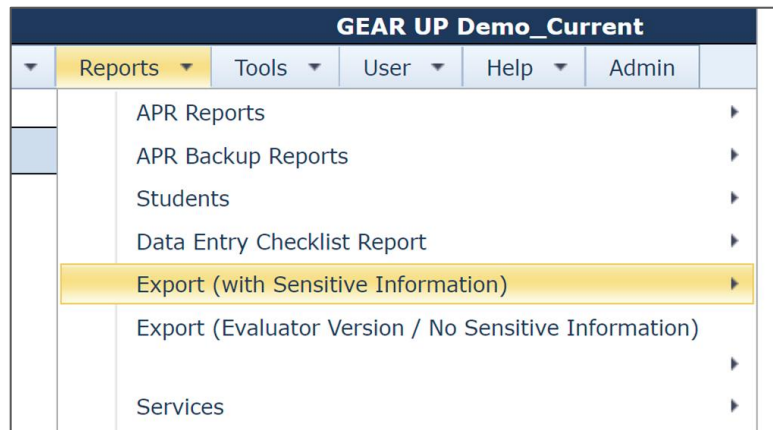 GEAR UP Demo_Current
Reports Tools User Help Admin
APR Reports
APR Backup Reports
Students
Data Entry Checklist Report
Export (with Sensitive Information)
Export (Evaluator Version / No Sensitive Information)
Services